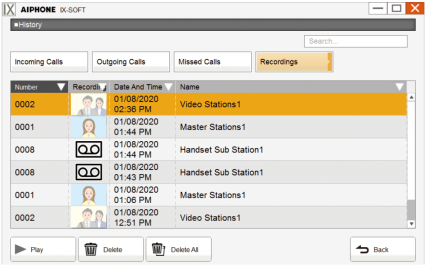 AIPHONE IX-SOFT
■History
Search...
Incoming Calls Outgoing Calls Missed Calls Recordings
Number Recordin Date And Time Name
0002 01/08/2020 02:36 PM Video Stations1
0001 01/08/2020 01:44 PM Master Stations1
0008 01/08/2020 01:44 PM Handset Sub Station1
0008 01/08/2020 01:43 PM Handset Sub Station1
0001 01/08/2020 01:06 PM Master Stations1
0002 01/08/2020 12:51 PM Video Stations1
Play Delete Delete All Back